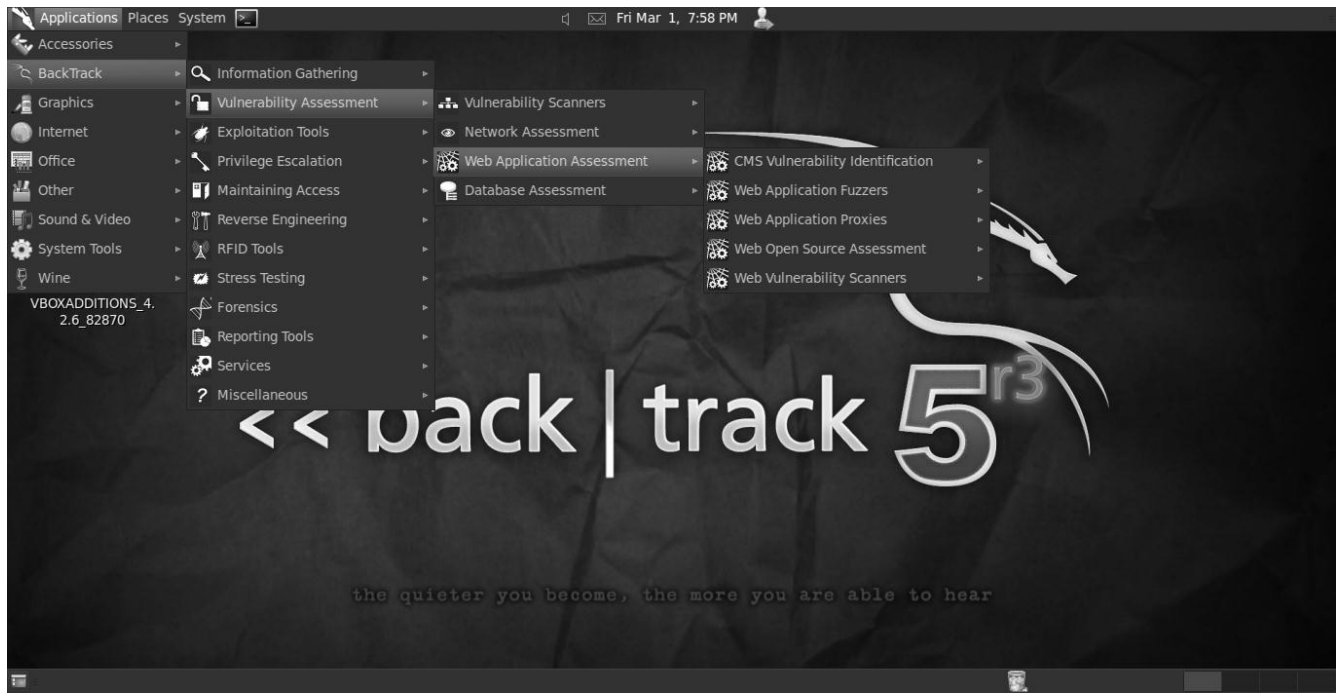 Applications Places System Fri Mar 1, 7:58 PM
Accessories
BackTrack
Graphics
Internet
Office
Other
Sound & Video
System Tools
Wine
Information Gathering
Vulnerability Assessment
Exploitation Tools
Privilege Escalation
Maintaining Access
Reverse Engineering
RFID Tools
Stress Testing
Forensics
Reporting Tools
Services
Miscellaneous
Vulnerability Scanners
Network Assessment
Web Application Assessment
Database Assessment
CMS Vulnerability Identification
Web Application Fuzzers
Web Application Proxies
Web Open Source Assessment
Web Vulnerability Scanners
VBOXADDITIONS_4.
2.6_82870
<< back | track 5 r3
the quieter you become, the more you are able to hear